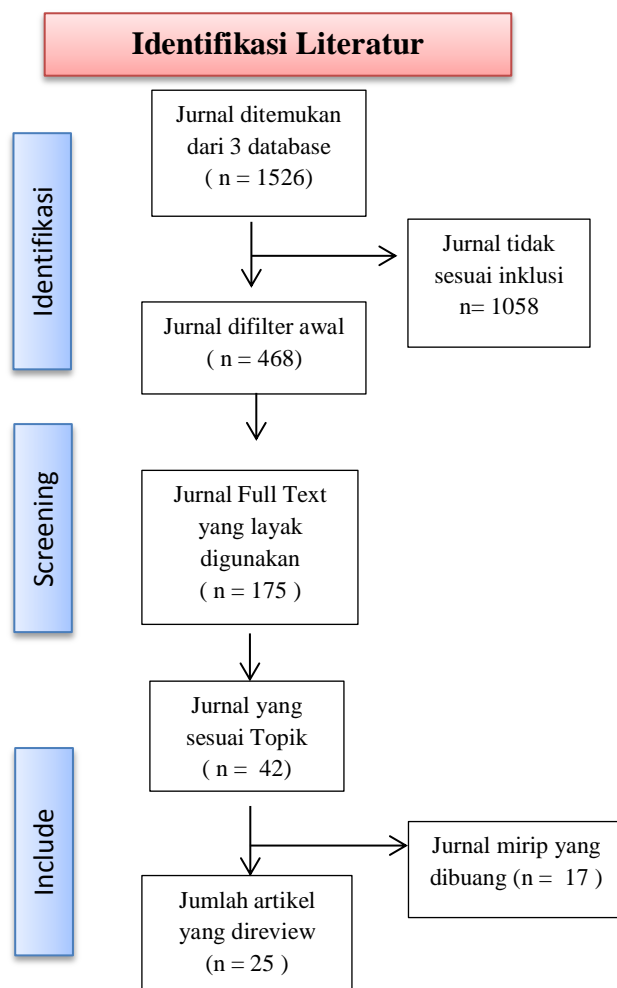 Identifikasi Literatur
Identifikasi
Jurnal ditemukan
dari 3 database
( n = 1526)
Jurnal tidak
sesuai inklusi
n= 1058
Jurnal difilter awal
( n = 468)
Screening
Jurnal Full Text
yang layak
digunakan
( n = 175 )
Include
Jurnal yang
sesuai Topik
( n =  42)
Jurnal mirip yang
dibuang (n =  17 )
Jumlah artikel
yang direview
(n = 25 )